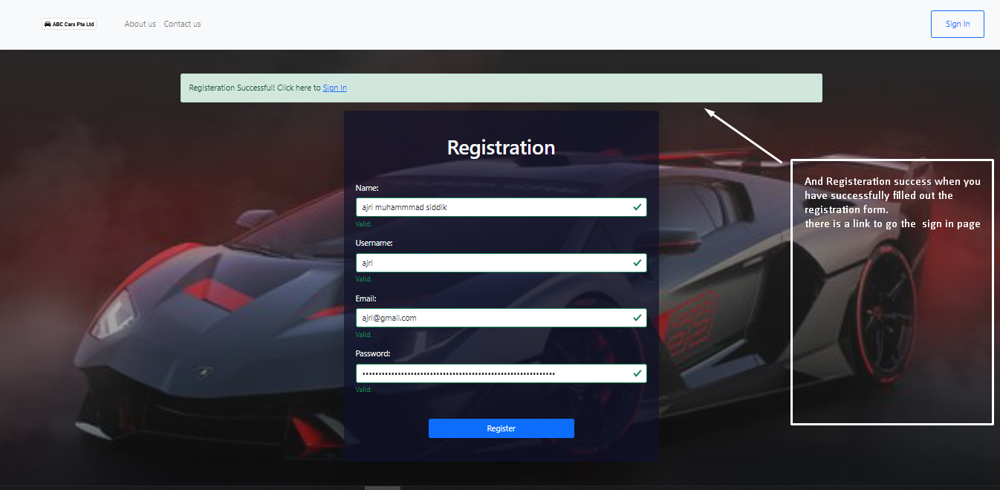 ABC Cars Pte Ltd
About us
Contact us
Sign In
Registeration Successful! Click here to Sign In
Registration
Name:
ajri muhammmad siddik
Valid.
Username:
ajri
Valid.
Email:
ajri@gmail.com
Valid.
Password:
Valid.
Register
And Registeration success when you
have successfully filled out the
registration form.
there is a link to go the  sign in page